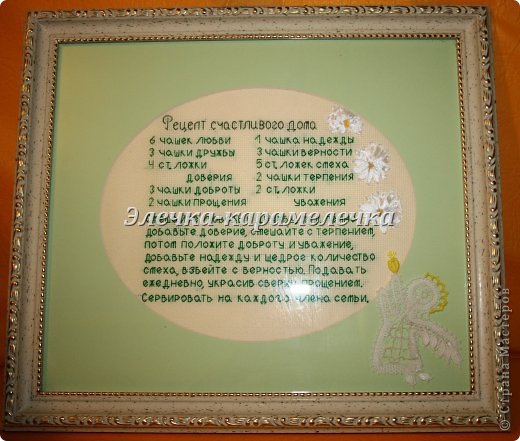 Рецепт счастливого дома
6 чашек любви 1 чашка надежды
3 чашки дружбы 3 чашки верности
4 ст. ложки 5 ст. ложек смеха
доверия 2 чашки терпения
3 чашки доброты 2 ст. ложки
2 чашки прощения уважения
Элечка-карамелечка
добавьте доверие, смешайте с терпением,
потом положите доброту и уважение,
добавьте надежду и щедрое количество
смеха, взбейте с верностью. Подавать
ежедневно, украсив сверху прощением.
Сервировать на каждого члена семьи.
© Страна Мастеров